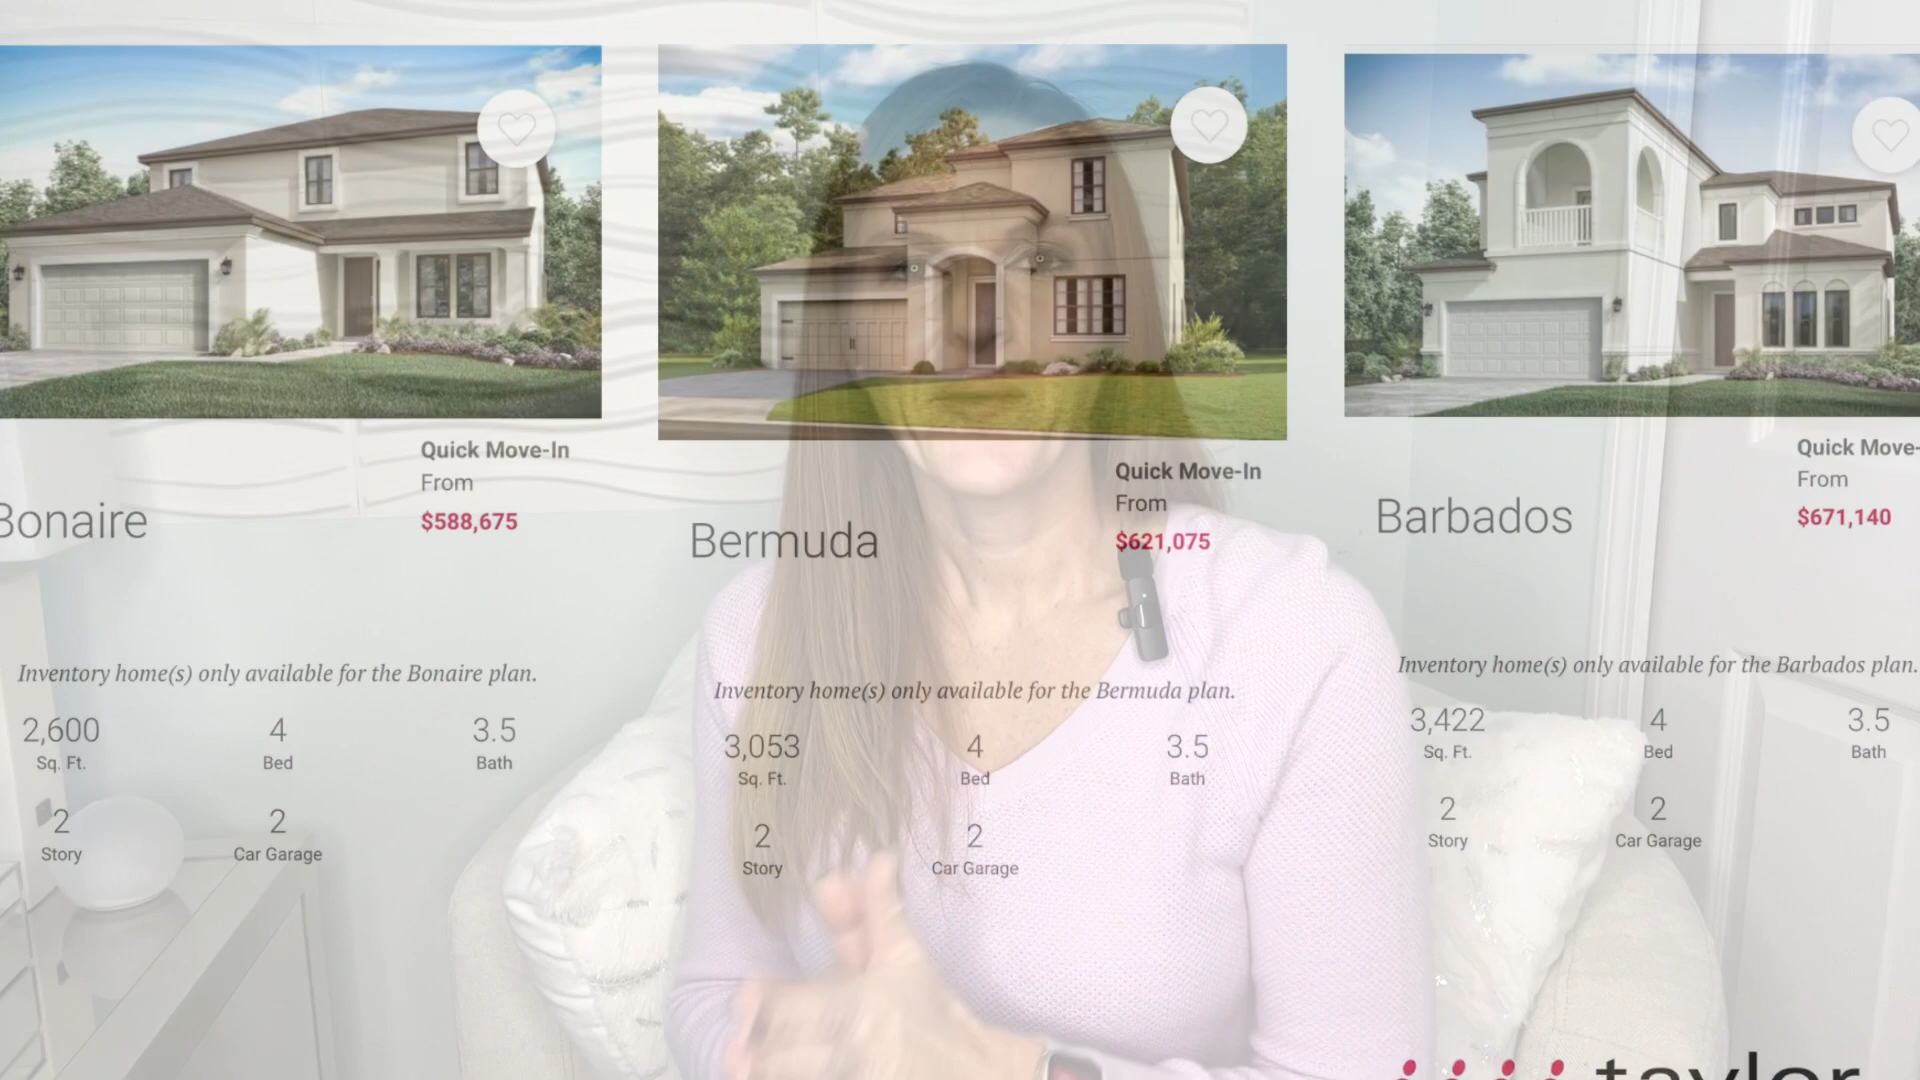 Quick Move-In
From
Bonaire
$588,675
Inventory home(s) only available for the Bonaire plan.
2,600
4
3.5
Sq. Ft.
Bed
Bath
2
2
Story
Car Garage
Quick Move-In
From
Bermuda
$621,075
Inventory home(s) only available for the Bermuda plan.
3,053
4
3.5
Sq. Ft.
Bed
Bath
2
2
Story
Car Garage
Quick Move-
From
Barbados
$671,140
Inventory home(s) only available for the Barbados plan.
3,422
4
3.5
Sq. Ft.
Bed
Bath
2
2
Story
Car Garage
taylor